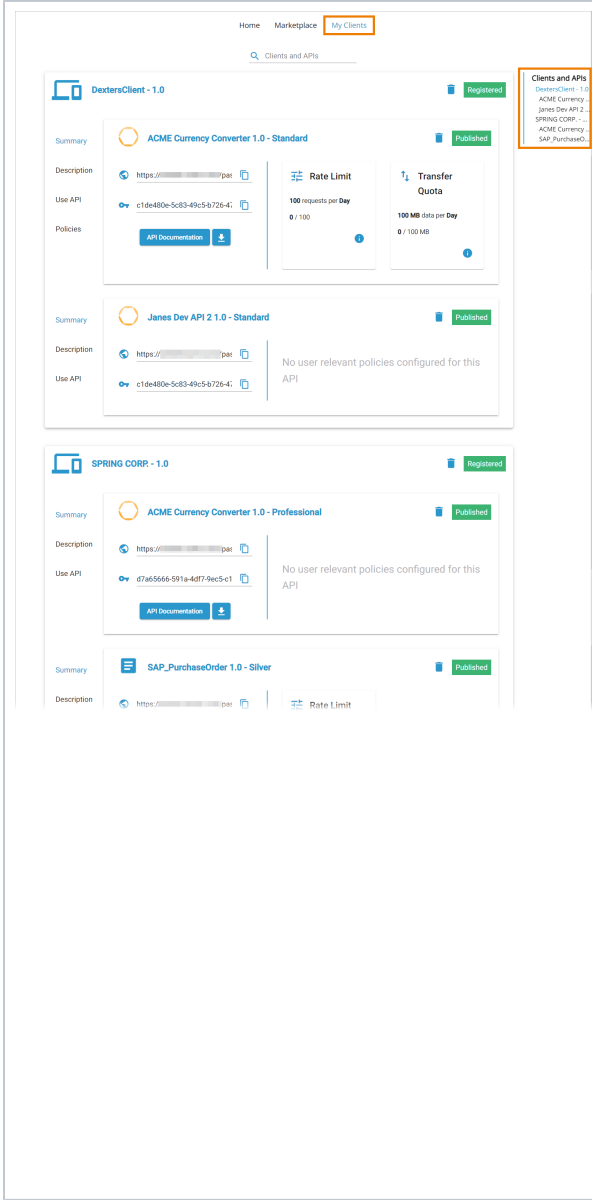 Home Marketplace My Clients
Clients and APIs
Clients and APIs
DextersClient - 1.0
ACME Currency ...
Janes Dev API 2 ...
SPRING CORP. - ...
ACME Currency ...
SAP_PurchaseO...
DextersClient - 1.0
Registered
Summary
Description
Use API
Policies
ACME Currency Converter 1.0 - Standard
Published
https://
/pas
c1de480e-5c83-49c5-b726-47
API Documentation
Rate Limit
100 requests per Day
0 / 100
Transfer
Quota
100 MB data per Day
0 / 100 MB
Summary
Description
Use API
Janes Dev API 2 1.0 - Standard
Published
https://
/pas
c1de480e-5c83-49c5-b726-47
No user relevant policies configured for this
API
SPRING CORP. - 1.0
Registered
Summary
Description
Use API
ACME Currency Converter 1.0 - Professional
Published
https://
pas
d7a65666-591a-4df7-9ec5-c1
API Documentation
No user relevant policies configured for this
API
Summary
Description
SAP_PurchaseOrder 1.0 - Silver
Published
https://
pas
Rate Limit